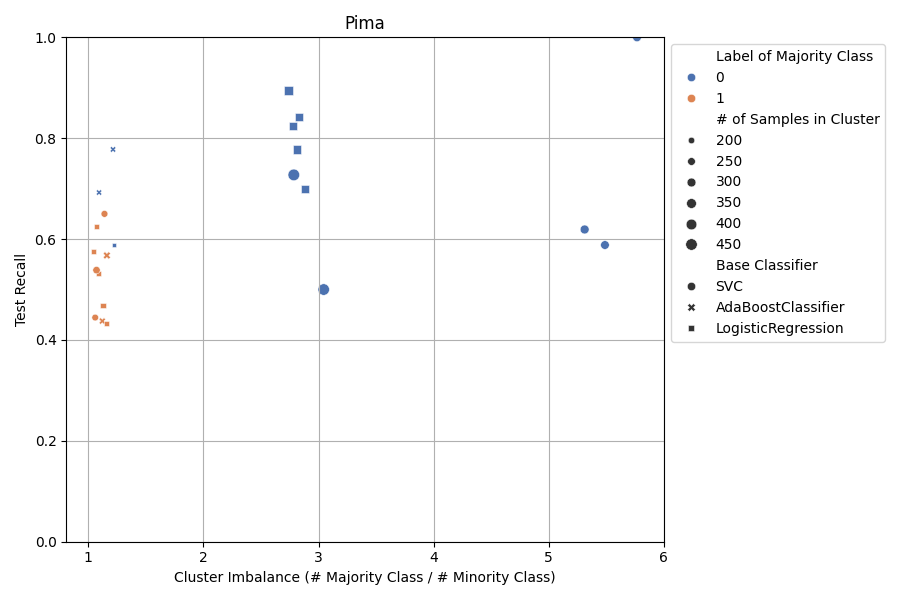 Pima
1.0
0.8
0.6
0.4
0.2
0.0
Test Recall
1
2
3
4
5
6
Cluster Imbalance (# Majority Class / # Minority Class)
Label of Majority Class
0
1
# of Samples in Cluster
200
250
300
350
400
450
Base Classifier
SVC
AdaBoostClassifier
LogisticRegression